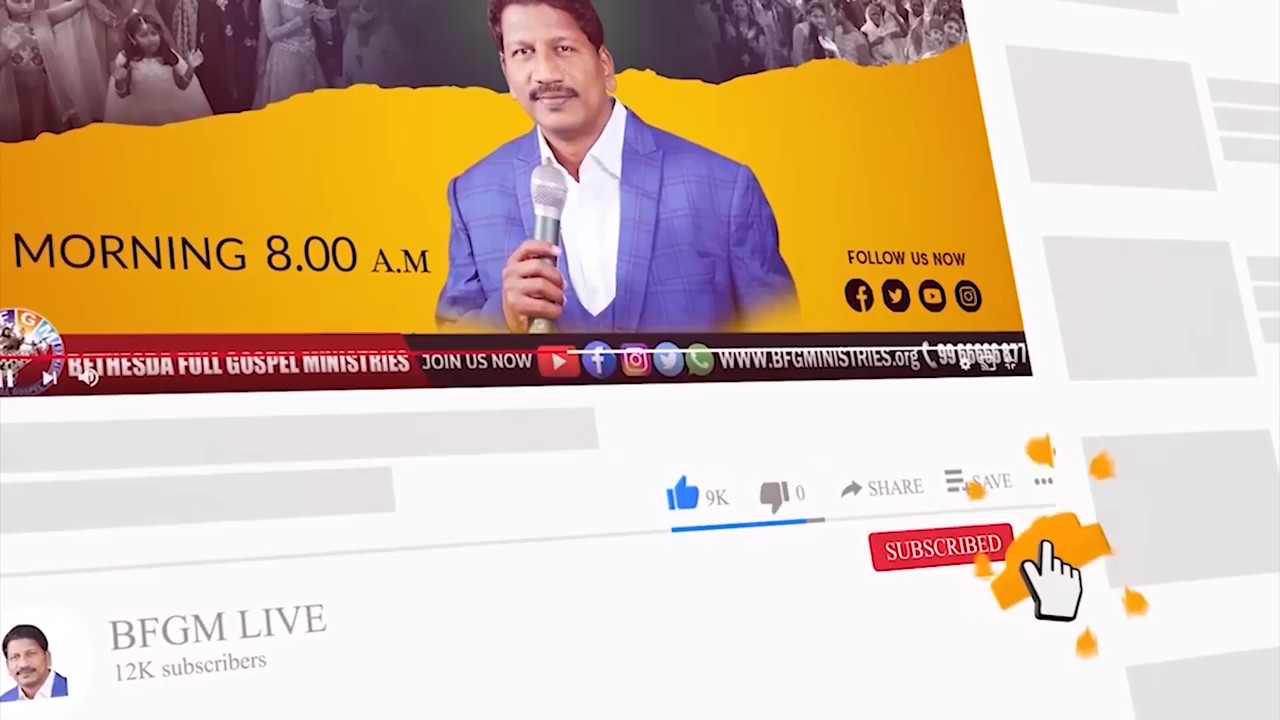 MORNING 8.00 A.M
FOLLOW US NOW
BETHESDA FULL GOSPEL MINISTRIES JOIN US NOW WWW.BFGMINISTRIES.org
9K 0 SHARE SAVE
SUBSCRIBED
BFGM LIVE
12K subscribers